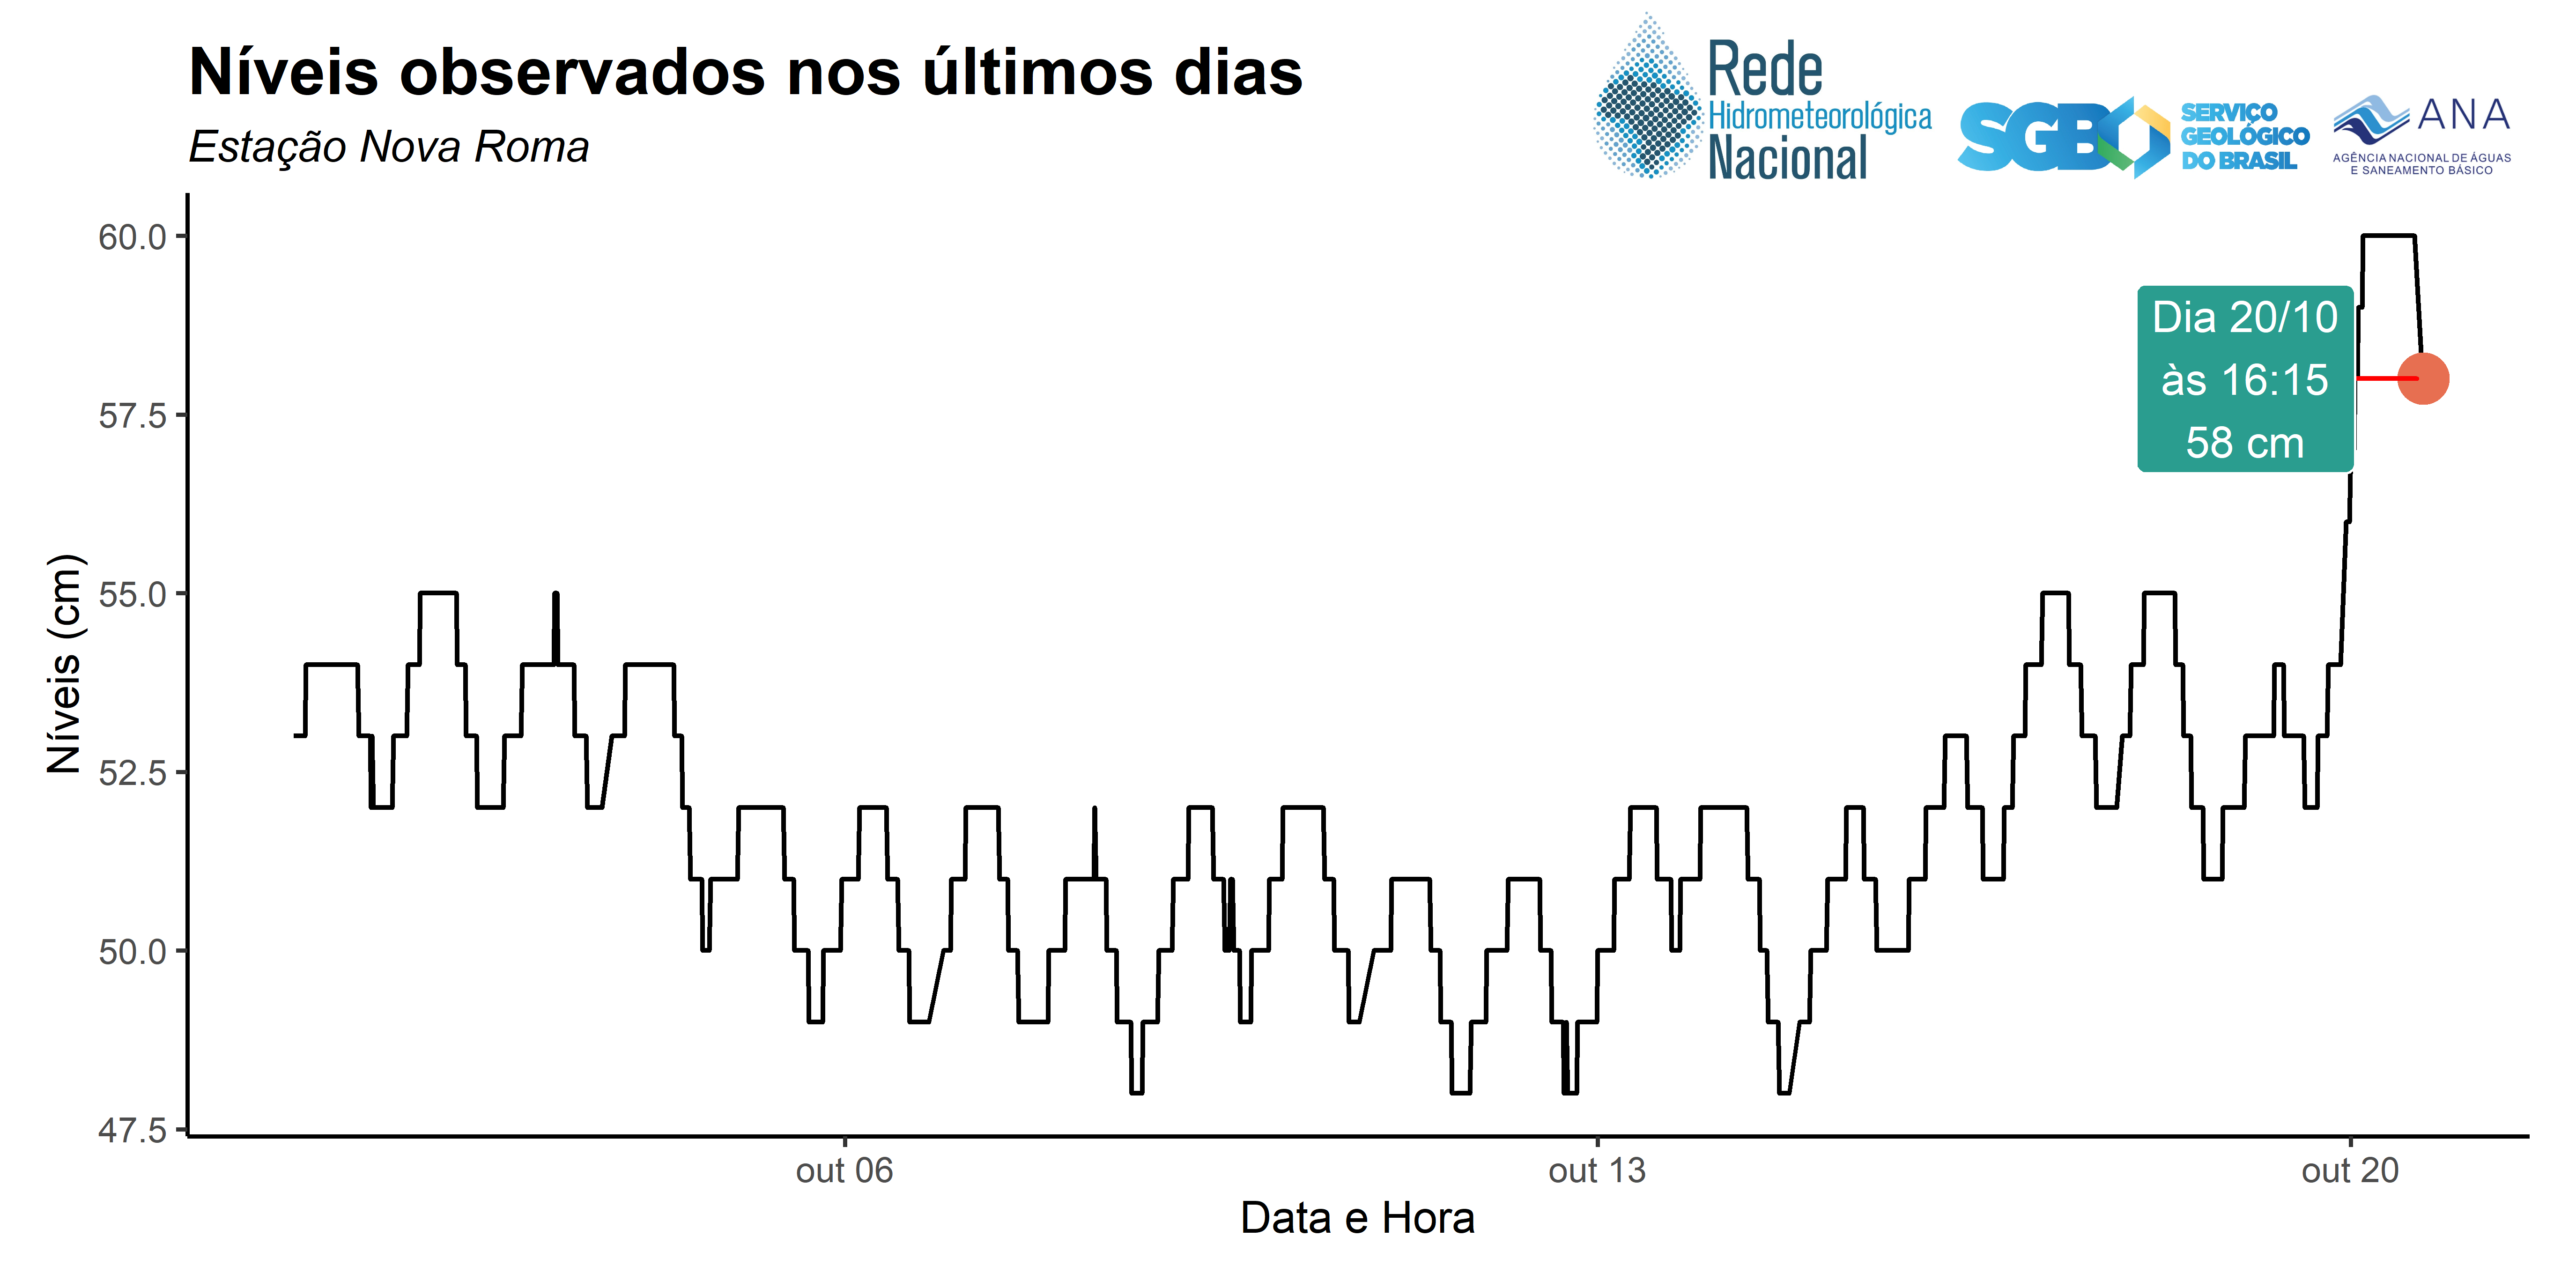 Níveis observados nos últimos dias
Estação Nova Roma
Rede
Hidrometeorológica
Nacional
SGB
SERVIÇO
GEOLÓGICO
DO BRASIL
ANA
AGÊNCIA NACIONAL DE ÁGUAS
E SANEAMENTO BÁSICO
60.0
57.5
55.0
52.5
50.0
47.5
Níveis (cm)
Dia 20/10
às 16:15
58 cm
out 06
out 13
out 20
Data e Hora